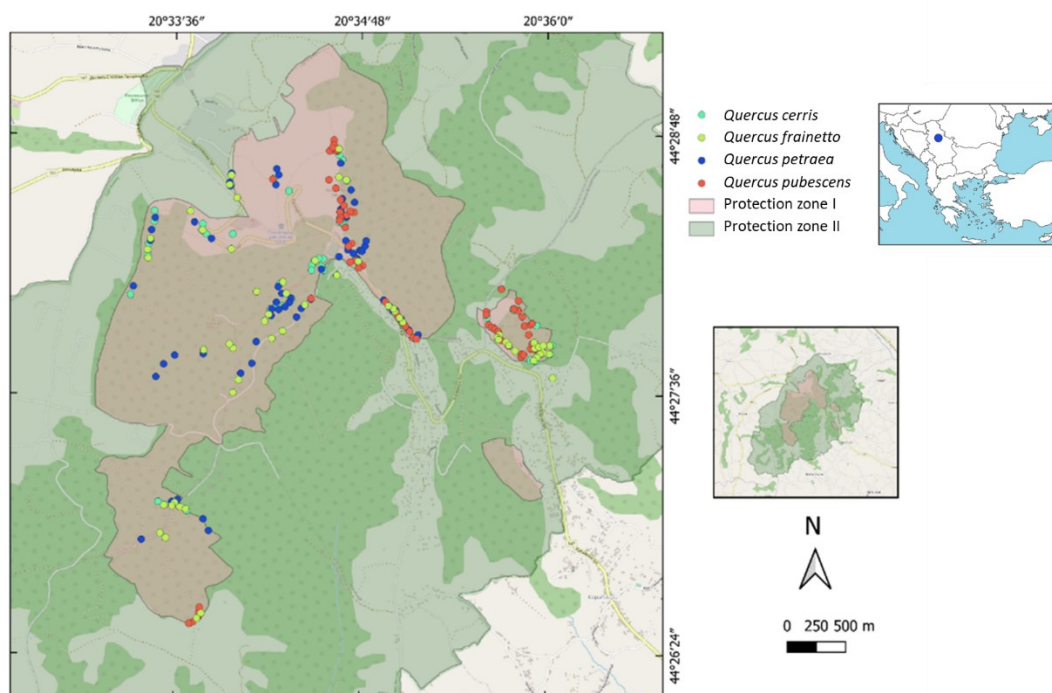 20°33′36″
20°34′48″
20°36′0″
44°28′48″
44°27′36″
44°26′24″
Quercus cerris
Quercus frainetto
Quercus petraea
Quercus pubescens
Protection zone I
Protection zone II
N
0 250 500 m